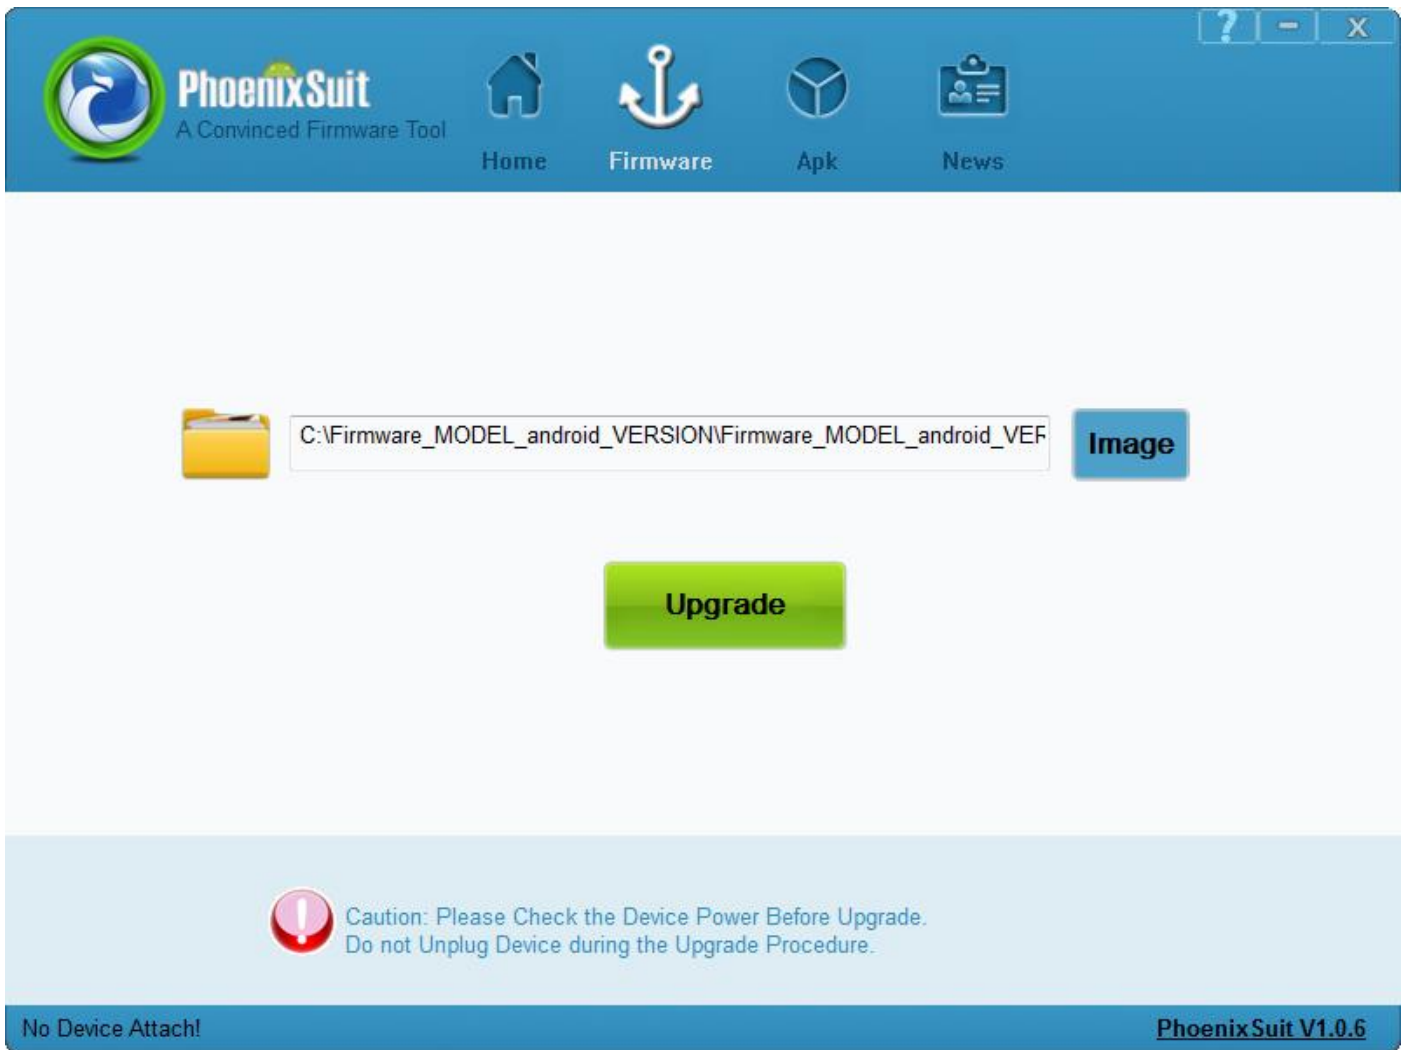 ? – X
PhoenixSuit
A Convinced Firmware Tool
Home Firmware Apk News
C:\Firmware_MODEL_android_VERSION\Firmware_MODEL_android_VER
Image
Upgrade
Caution: Please Check the Device Power Before Upgrade.
Do not Unplug Device during the Upgrade Procedure.
No Device Attach!
PhoenixSuit V1.0.6